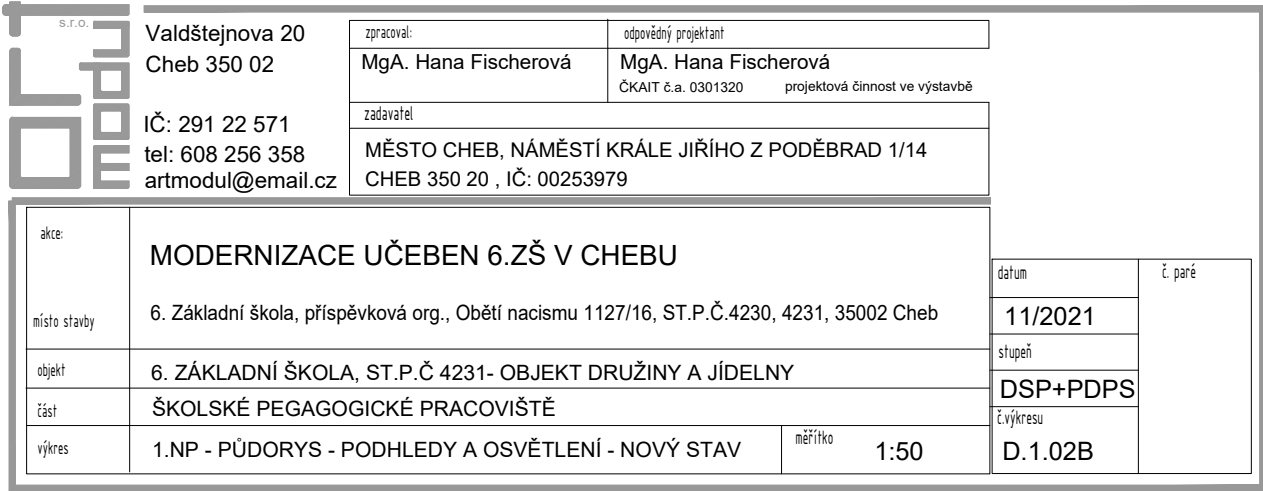 art modul
s.r.o.
Valdštejnova 20
Cheb 350 02
IČ: 291 22 571
tel: 608 256 358
artmodul@email.cz
zpracoval:
MgA. Hana Fischerová
odpovědný projektant
MgA. Hana Fischerová
ČKAIT č.a. 0301320 projektová činnost ve výstavbě
zadavatel
MĚSTO CHEB, NÁMĚSTÍ KRÁLE JIŘÍHO Z PODĚBRAD 1/14
CHEB 350 20 , IČ: 00253979
akce:
MODERNIZACE UČEBEN 6.ZŠ V CHEBU
místo stavby
6. Základní škola, příspěvková org., Obětí nacismu 1127/16, ST.P.Č.4230, 4231, 35002 Cheb
objekt
6. ZÁKLADNÍ ŠKOLA, ST.P.Č 4231- OBJEKT DRUŽINY A JÍDELNY
část
ŠKOLSKÉ PEGAGOGICKÉ PRACOVIŠTĚ
výkres
1.NP - PŮDORYS - PODHLEDY A OSVĚTLENÍ - NOVÝ STAV
měřítko
1:50
datum
11/2021
stupeň
DSP+PDPS
č.výkresu
D.1.02B
č. paré